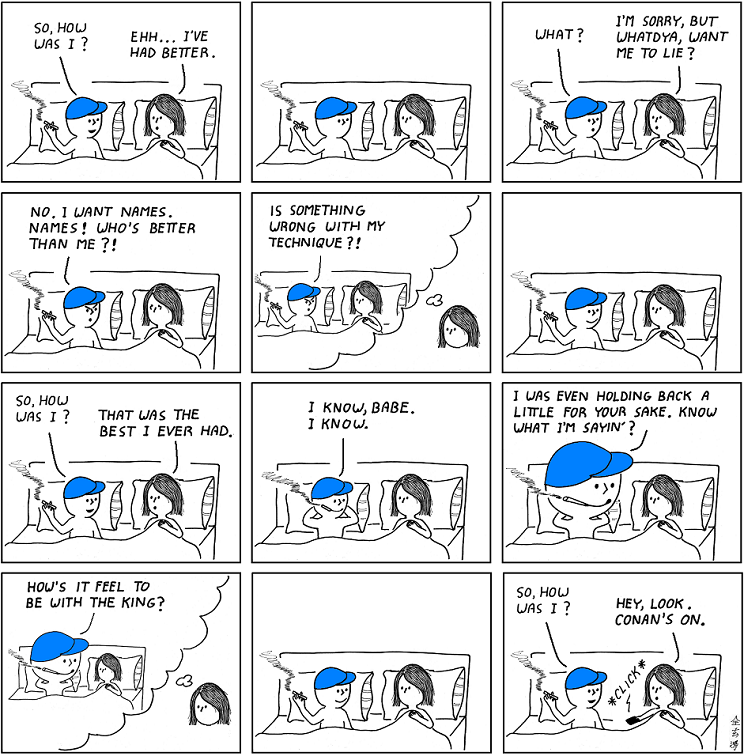 SO, HOW
WAS I?
EHH... I'VE
HAD BETTER.
WHAT?
I'M SORRY, BUT
WHATDYA, WANT
ME TO LIE?
NO. I WANT NAMES.
NAMES! WHO'S BETTER
THAN ME?!
IS SOMETHING
WRONG WITH MY
TECHNIQUE?!
SO, HOW
WAS I?
THAT WAS THE
BEST I EVER HAD.
I KNOW, BABE.
I KNOW.
I WAS EVEN HOLDING BACK A
LITTLE FOR YOUR SAKE. KNOW
WHAT I'M SAYIN'?
HOW'S IT FEEL TO
BE WITH THE KING?
SO, HOW
WAS I?
HEY, LOOK.
CONAN'S ON.
*CLICK*